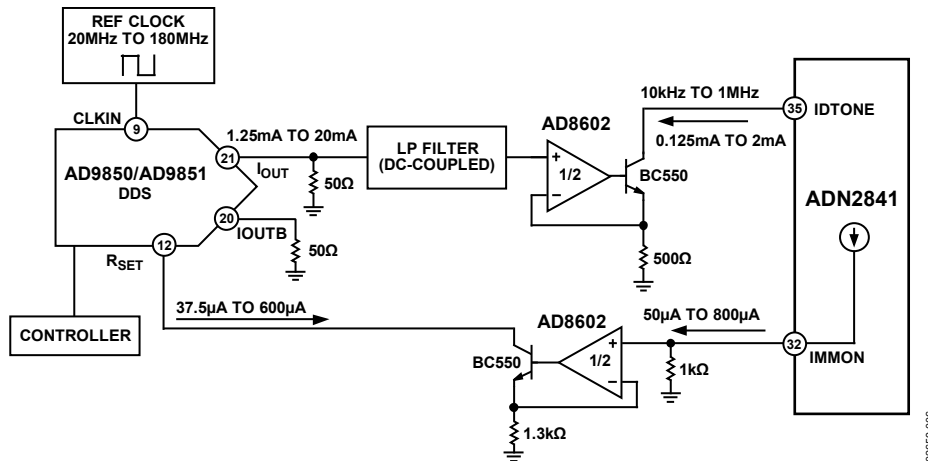 REF CLOCK
20MHz TO 180MHz
CLKIN
9
10kHz TO 1MHz
35
IDTONE
0.125mA TO 2mA
1.25mA TO 20mA
21
IOUT
LP FILTER
(DC-COUPLED)
AD8602
+
1/2
–
BC550
AD9850/AD9851
DDS
50Ω
20
IOUTB
50Ω
12
RSET
500Ω
ADN2841
CONTROLLER
37.5µA TO 600µA
AD8602
50µA TO 800µA
BC550
1/2
+
–
32
IMMON
1kΩ
1.3kΩ